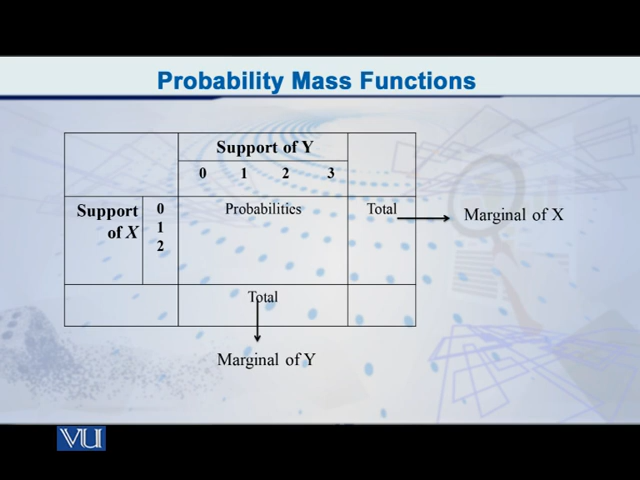 Probability Mass Functions
Support of Y
0 1 2 3
Support of X
0
1
2
Probabilities
Total
Marginal of X
Total
Marginal of Y
VU